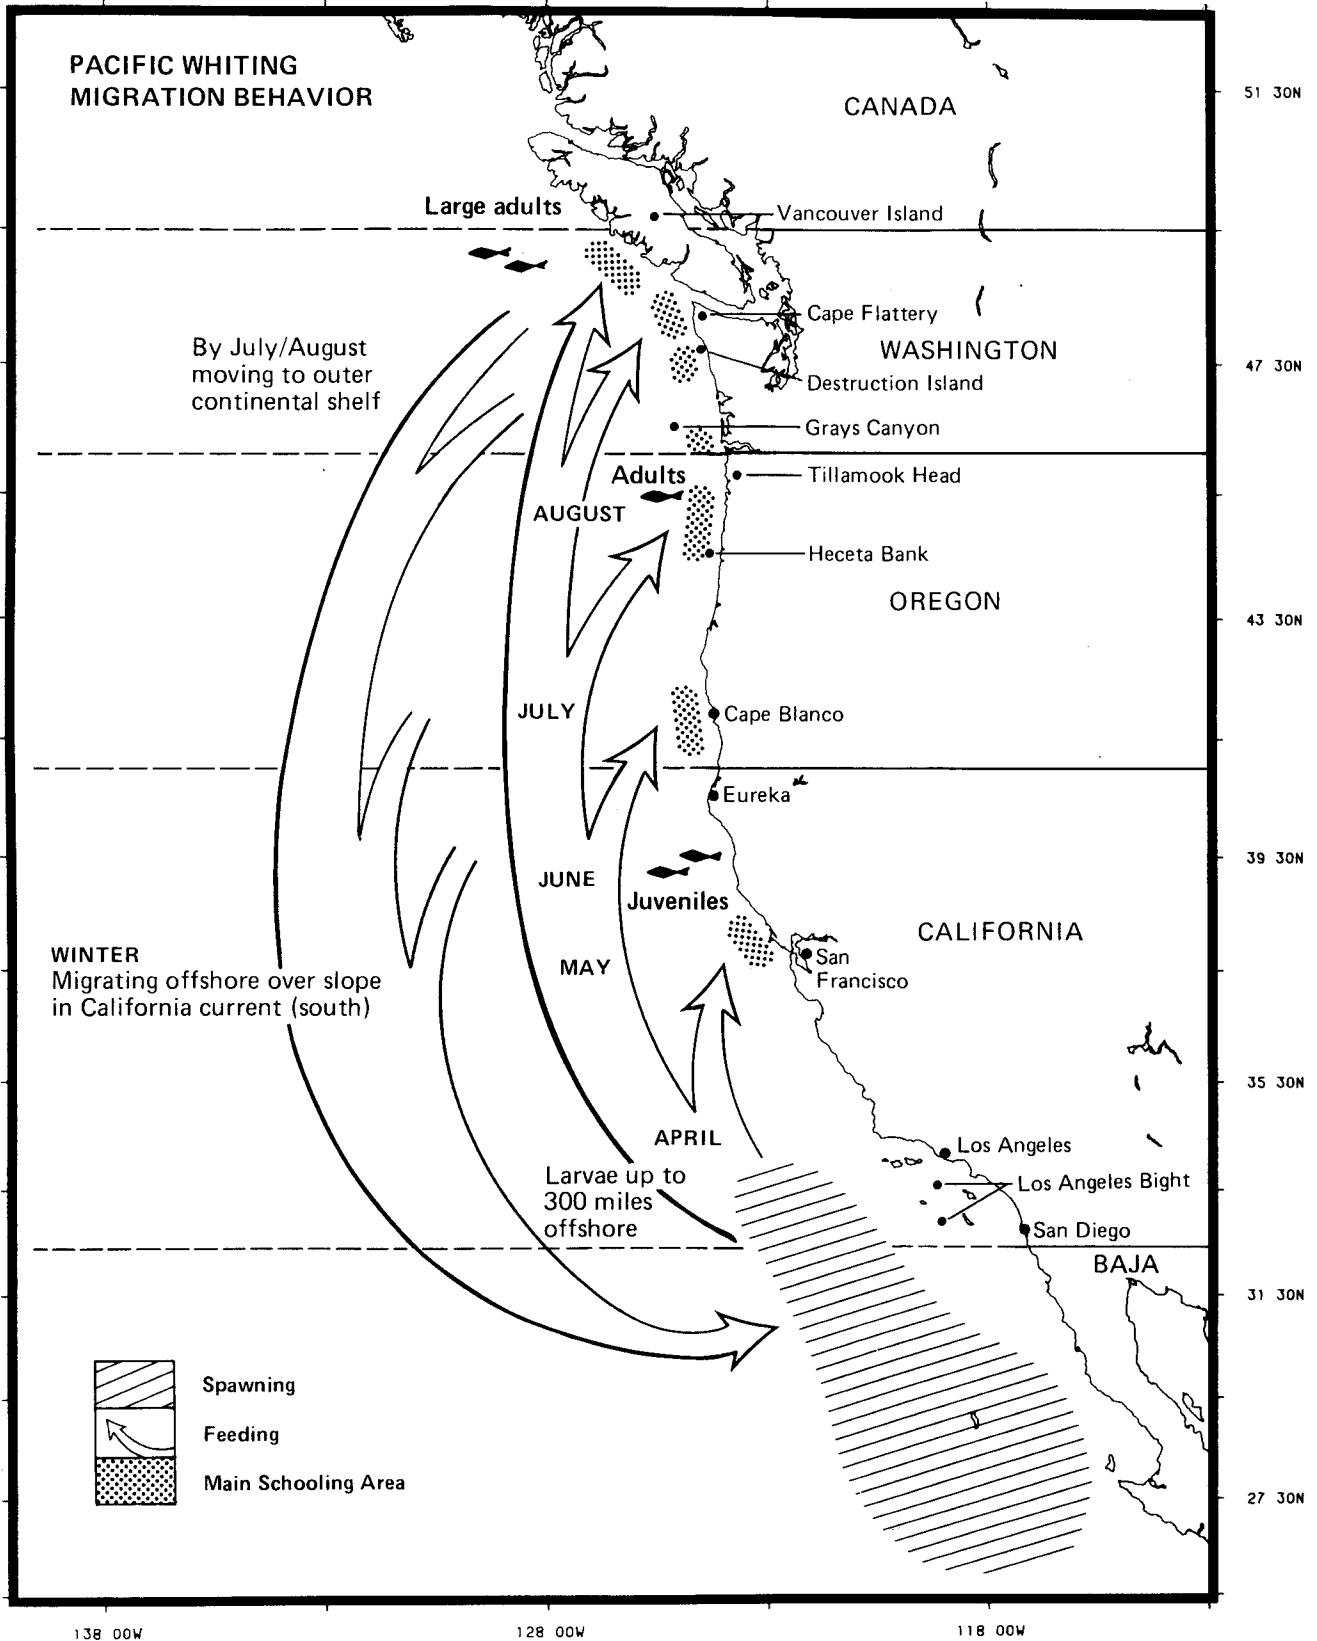 PACIFIC WHITING
MIGRATION BEHAVIOR
CANADA
51 30N
Large adults
Vancouver Island
Cape Flattery
By July/August
moving to outer
continental shelf
WASHINGTON
47 30N
Destruction Island
Grays Canyon
Adults
Tillamook Head
AUGUST
Heceta Bank
OREGON
43 30N
JULY
Cape Blanco
Eureka
39 30N
JUNE
Juveniles
CALIFORNIA
WINTER
Migrating offshore over slope
in California current (south)
MAY
San
Francisco
35 30N
APRIL
Los Angeles
Larvae up to
300 miles
offshore
Los Angeles Bight
San Diego
BAJA
31 30N
Spawning
Feeding
Main Schooling Area
27 30N
138 00W
128 00W
118 00W